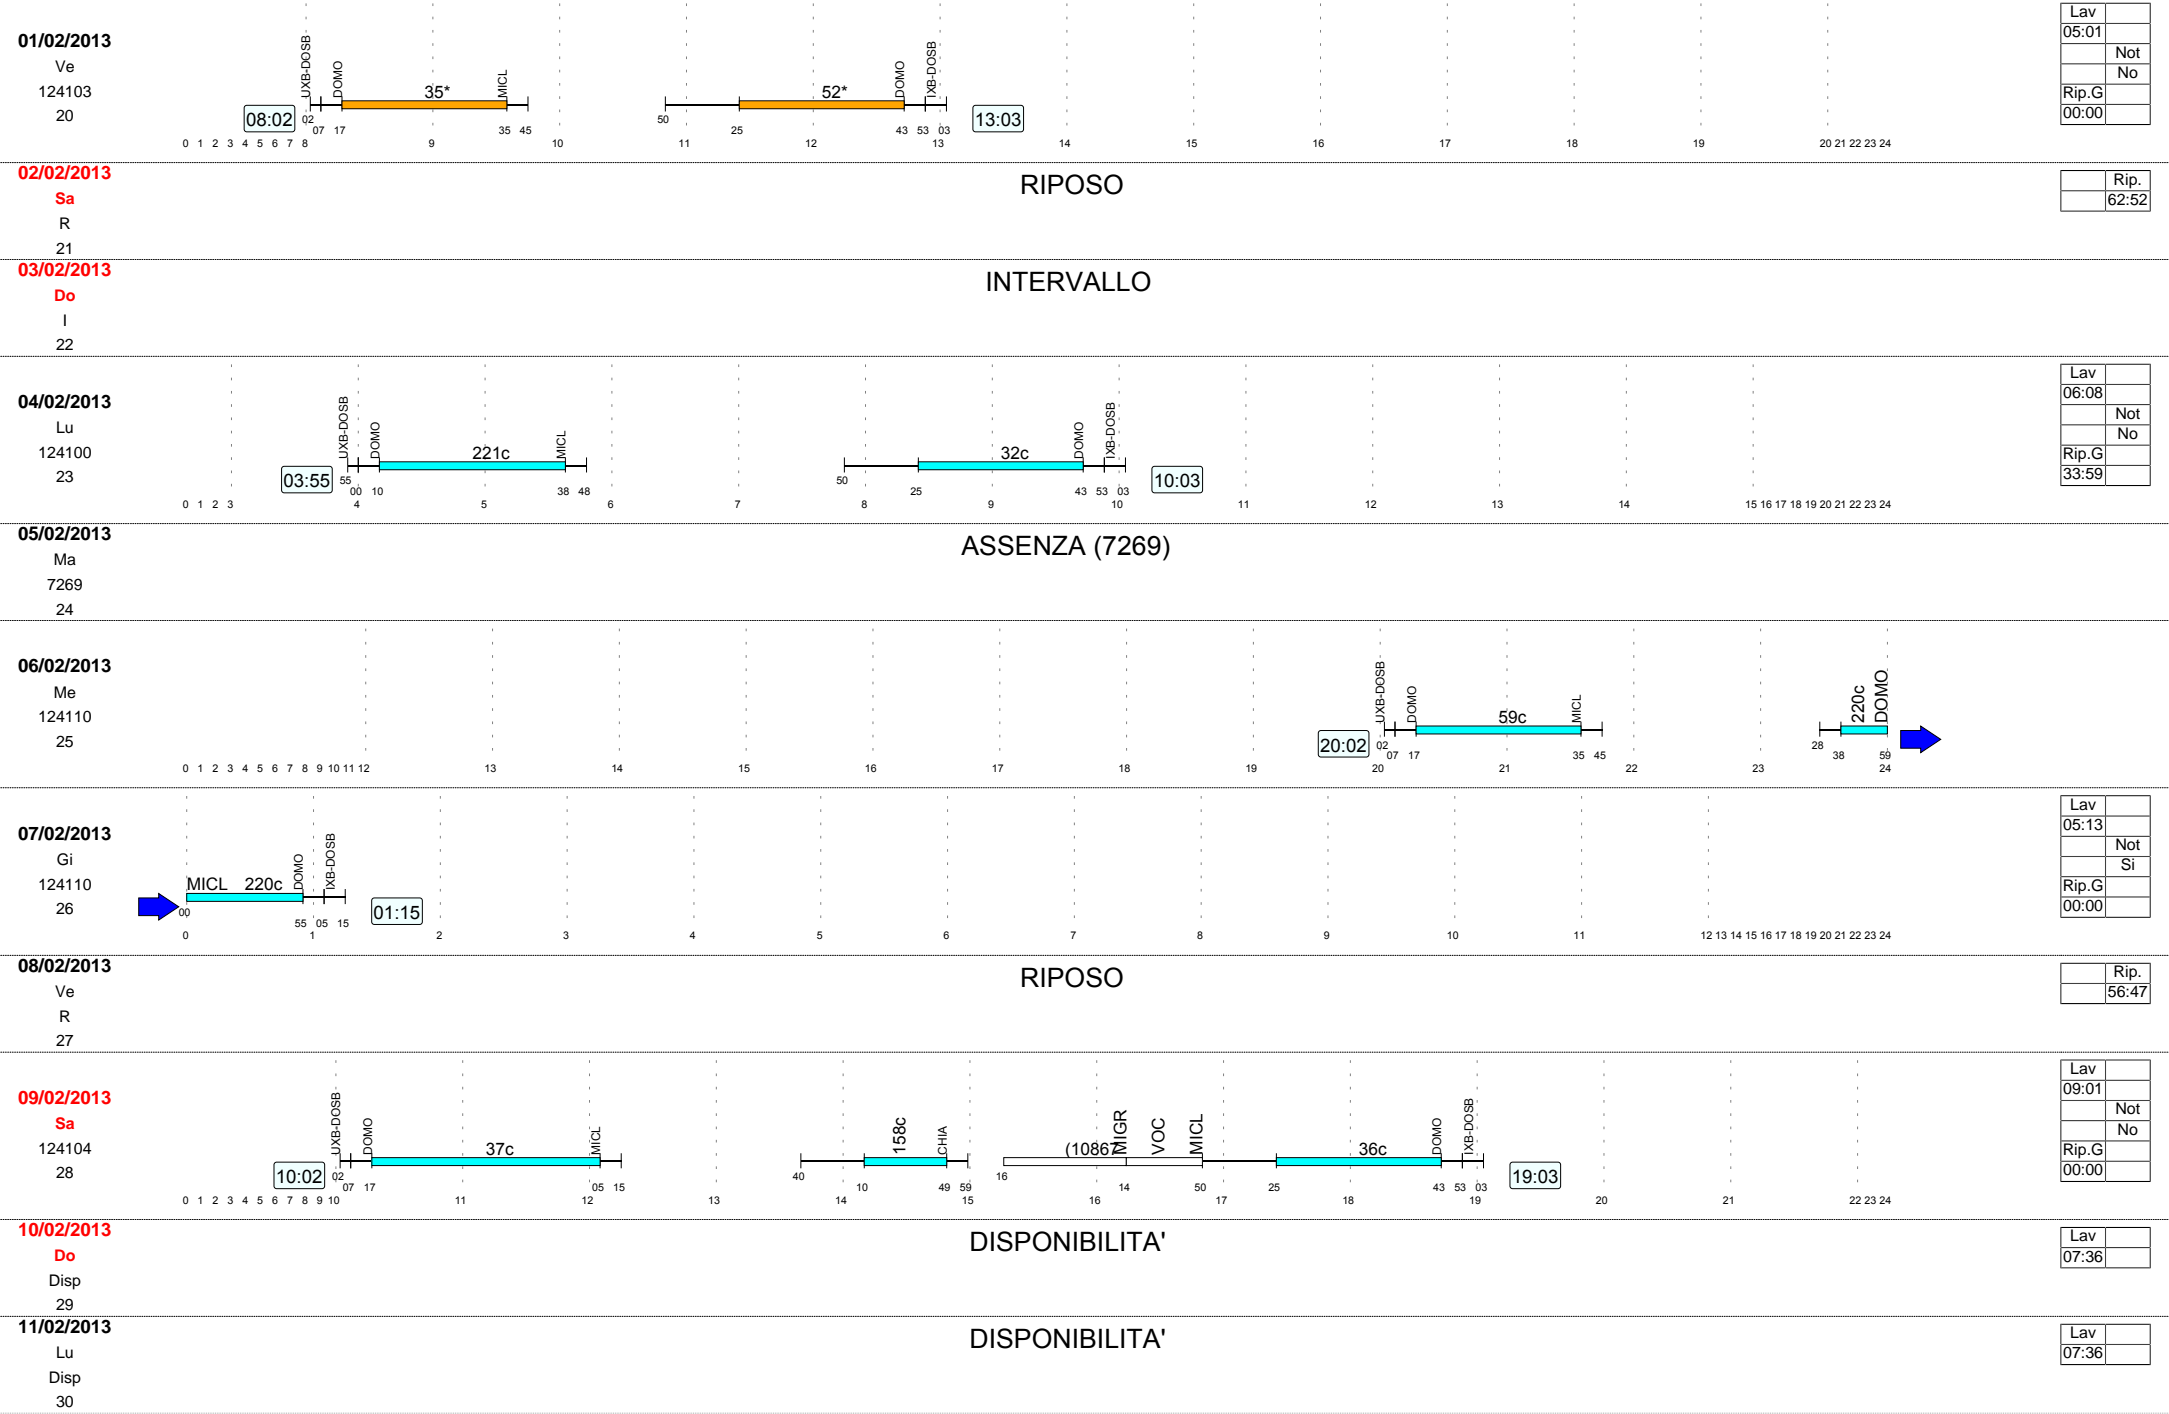 01/02/2013
Ve
124103
20
08:02
UXB-DOSB
DOMO
35*
MICL
52*
DOMO
IXB-DOSB
13:03
02 07 17 35 45 50 25 43 53 03
0 1 2 3 4 5 6 7 8 9 10 11 12 13 14 15 16 17 18 19 20 21 22 23 24
Lav
05:01
Not
No
Rip.G
00:00
02/02/2013
Sa
R
21
RIPOSO
Rip.
62:52
03/02/2013
Do
I
22
INTERVALLO
04/02/2013
Lu
124100
23
03:55
UXB-DOSB
DOMO
221c
MICL
32c
DOMO
IXB-DOSB
10:03
55 00 10 38 48 50 25 43 53 03
0 1 2 3 4 5 6 7 8 9 10 11 12 13 14 15 16 17 18 19 20 21 22 23 24
Lav
06:08
Not
No
Rip.G
33:59
05/02/2013
Ma
7269
24
ASSENZA (7269)
06/02/2013
Me
124110
25
20:02
UXB-DOSB
DOMO
59c
MICL
220c
DOMO
02 07 17 35 45 28 38 59
0 1 2 3 4 5 6 7 8 9 10 11 12 13 14 15 16 17 18 19 20 21 22 23 24
07/02/2013
Gi
124110
26
MICL 220c
DOMO
IXB-DOSB
01:15
00 55 05 15
0 1 2 3 4 5 6 7 8 9 10 11 12 13 14 15 16 17 18 19 20 21 22 23 24
Lav
05:13
Not
Si
Rip.G
00:00
08/02/2013
Ve
R
27
RIPOSO
Rip.
56:47
09/02/2013
Sa
124104
28
10:02
UXB-DOSB
DOMO
37c
MICL
158c
CHIA
(10867
MIGR
VOC
MICL
36c
DOMO
IXB-DOSB
19:03
02 07 17 05 15 40 10 49 59 16 14 50 25 43 53 03
0 1 2 3 4 5 6 7 8 9 10 11 12 13 14 15 16 17 18 19 20 21 22 23 24
Lav
09:01
Not
No
Rip.G
00:00
10/02/2013
Do
Disp
29
DISPONIBILITA'
Lav
07:36
11/02/2013
Lu
Disp
30
DISPONIBILITA'
Lav
07:36